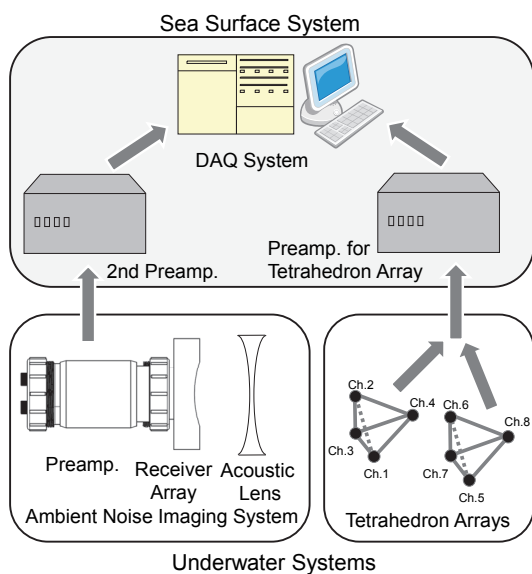 Sea Surface System
DAQ System
2nd Preamp.
Preamp. for
Tetrahedron Array
Preamp.
Receiver
Array
Acoustic
Lens
Ambient Noise Imaging System
Ch.2
Ch.4
Ch.3
Ch.1
Ch.6
Ch.8
Ch.7
Ch.5
Tetrahedron Arrays
Underwater Systems